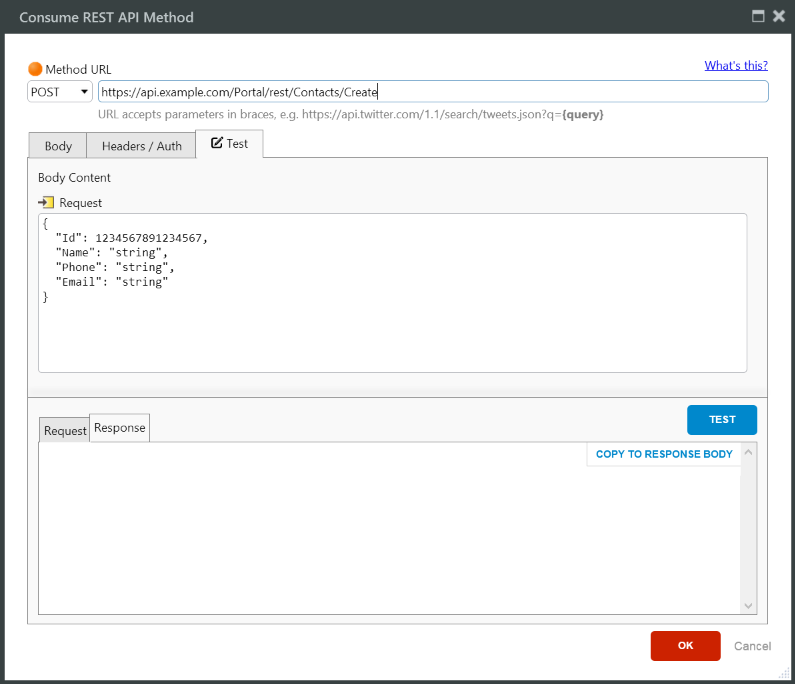 Consume REST API Method
Method URL
What's this?
POST
https://api.example.com/Portal/rest/Contacts/Create
URL accepts parameters in braces, e.g. https://api.twitter.com/1.1/search/tweets.json?q={query}
Body
Headers / Auth
Test
Body Content
Request
{
"Id": 1234567891234567,
"Name": "string",
"Phone": "string",
"Email": "string"
}
TEST
Request
Response
COPY TO RESPONSE BODY
OK
Cancel